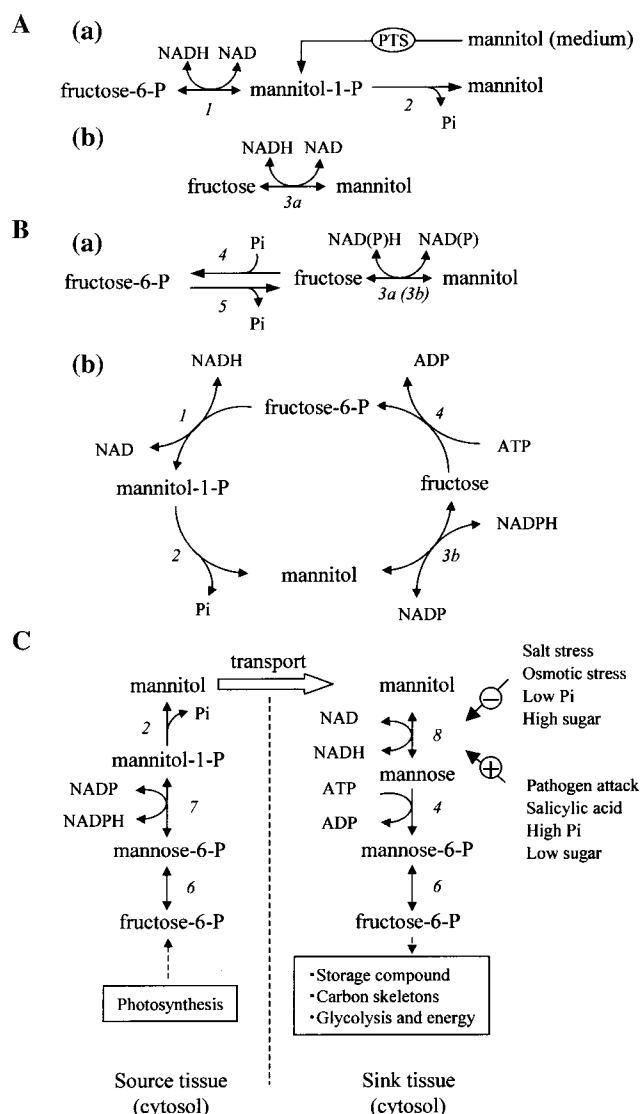 A
(a)
NADH NAD
PTS
mannitol (medium)
fructose-6-P
mannitol-1-P
mannitol
1
2
Pi
(b)
NADH NAD
fructose
mannitol
3a
B
(a)
Pi
NAD(P)H
NAD(P)
4
fructose-6-P
fructose
mannitol
5
3a (3b)
Pi
(b)
NADH
ADP
1
fructose-6-P
4
NAD
ATP
mannitol-1-P
fructose
NADPH
2
mannitol
3b
Pi
NADP
C
transport
mannitol
mannitol
Salt stress
Osmotic stress
Low Pi
High sugar
−
2
Pi
NAD
8
mannitol-1-P
NADH
NADP
mannose
+
7
ATP
Pathogen attack
NADPH
4
Salicylic acid
ADP
High Pi
mannose-6-P
mannose-6-P
Low sugar
6
6
fructose-6-P
fructose-6-P
Photosynthesis
·Storage compound
·Carbon skeletons
·Glycolysis and energy
Source tissue
(cytosol)
Sink tissue
(cytosol)